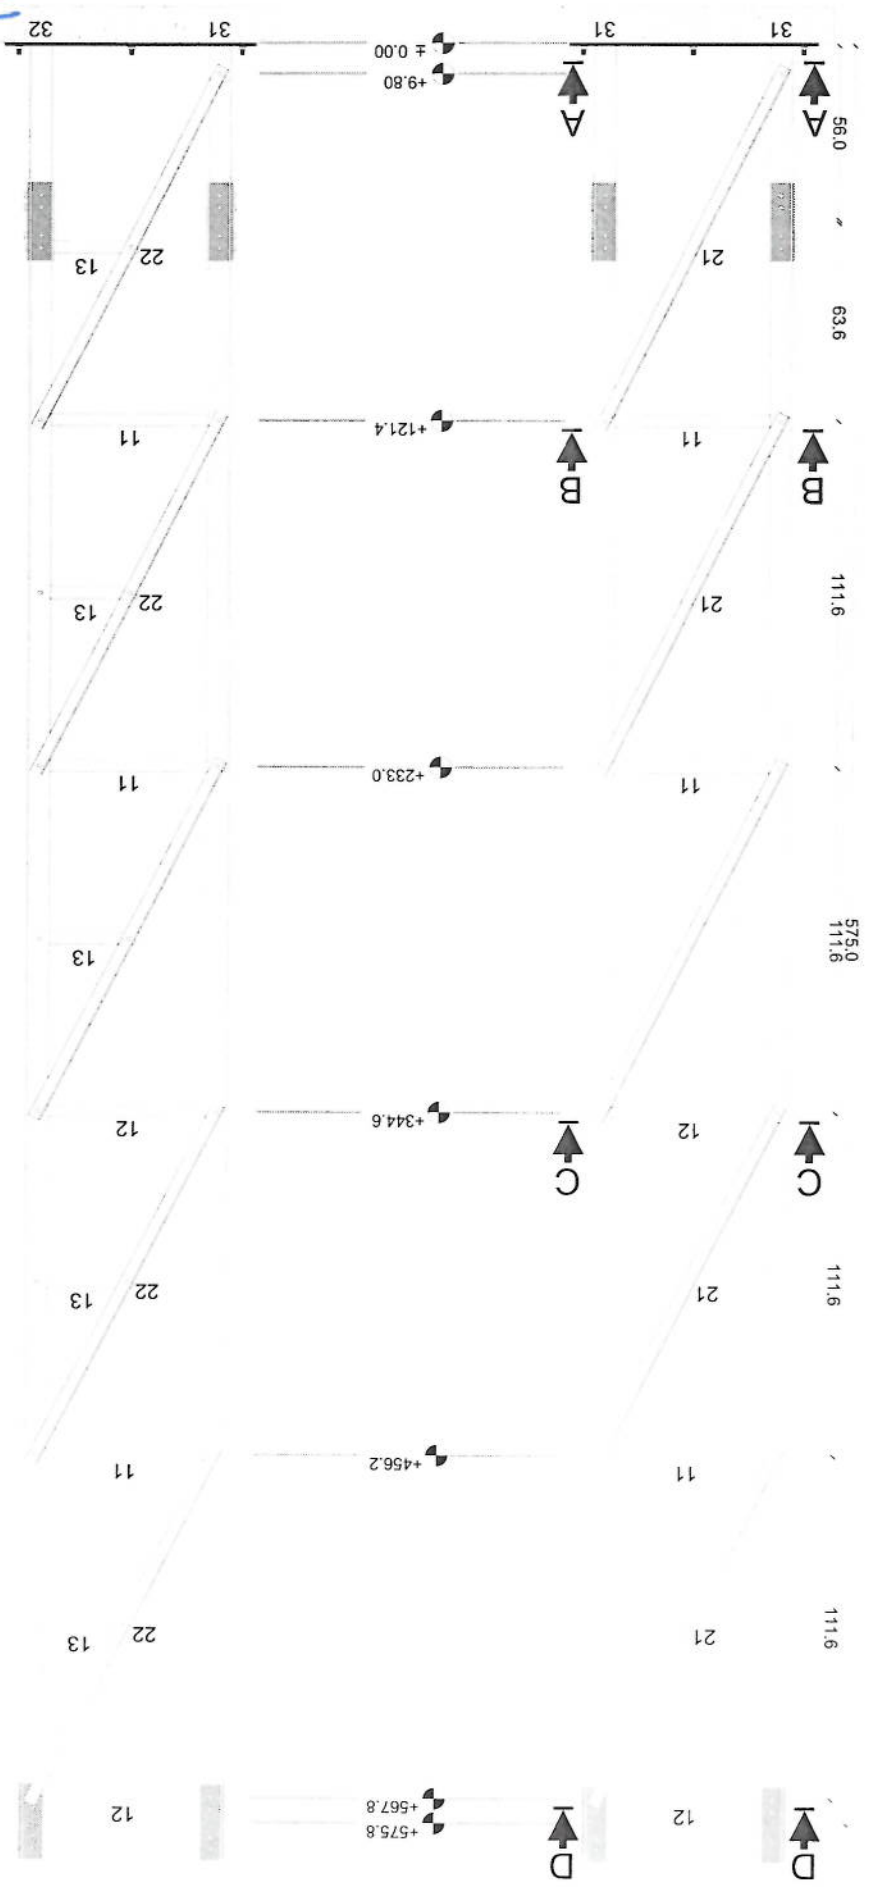 D D
+575.8
12 +567.8 12
111.6
21 22 13
11 +456.2 11
111.6
21 22 13
C C
12 +344.6 12
575.0
111.6
13
11 +233.0 11
111.6
21 22 13
B B
11 +121.4 11
63.6
21 22 13
56.0
A A
+9.80
± 0.00
31 31 31 32